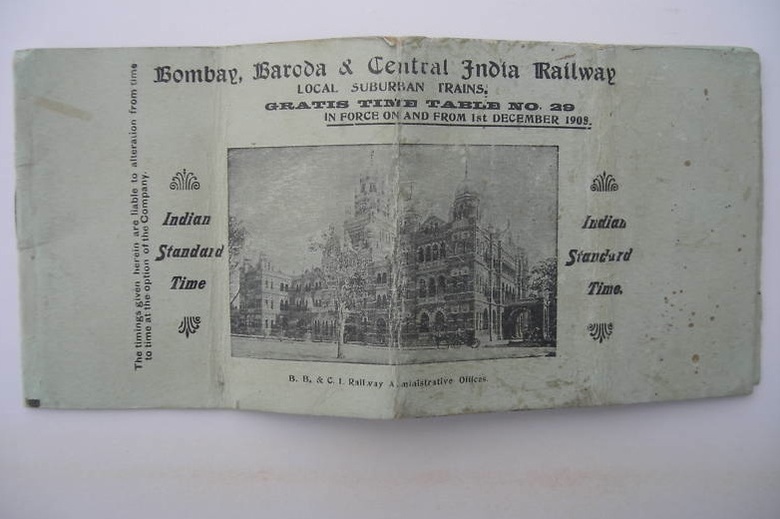 Bombay, Baroda & Central India Railway
LOCAL SUBURBAN TRAINS.
GRATIS TIME TABLE NO. 29
IN FORCE ON AND FROM 1st DECEMBER 1908.
The timings given herein are liable to alteration from time
to time at the option of the Company.
Indian
Standard
Time
Indian
Standard
Time.
B. B. & C. I. Railway Administrative Offices.